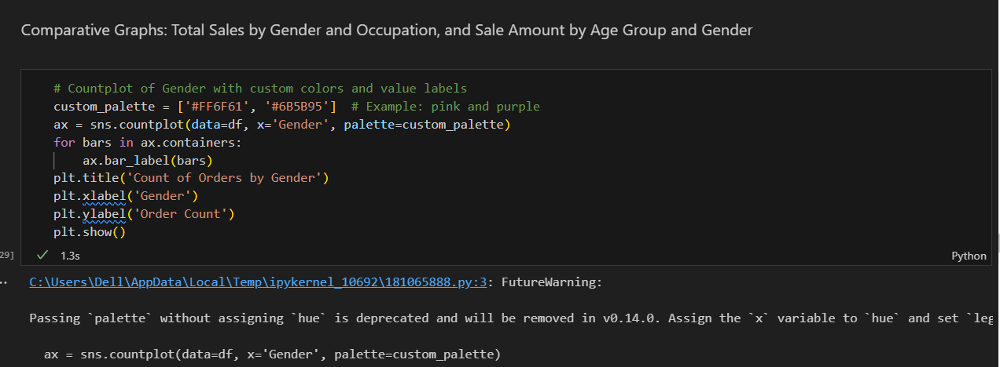 Comparative Graphs: Total Sales by Gender and Occupation, and Sale Amount by Age Group and Gender
# Countplot of Gender with custom colors and value labels
custom_palette = ['#FF6F61', '#6B5B95']  # Example: pink and purple
ax = sns.countplot(data=df, x='Gender', palette=custom_palette)
for bars in ax.containers:
    ax.bar_label(bars)
plt.title('Count of Orders by Gender')
plt.xlabel('Gender')
plt.ylabel('Order Count')
plt.show()
29] ✓ 1.3s Python
C:\Users\Dell\AppData\Local\Temp\ipykernel_10692\181065888.py:3: FutureWarning:
Passing `palette` without assigning `hue` is deprecated and will be removed in v0.14.0. Assign the `x` variable to `hue` and set `leg
  ax = sns.countplot(data=df, x='Gender', palette=custom_palette)